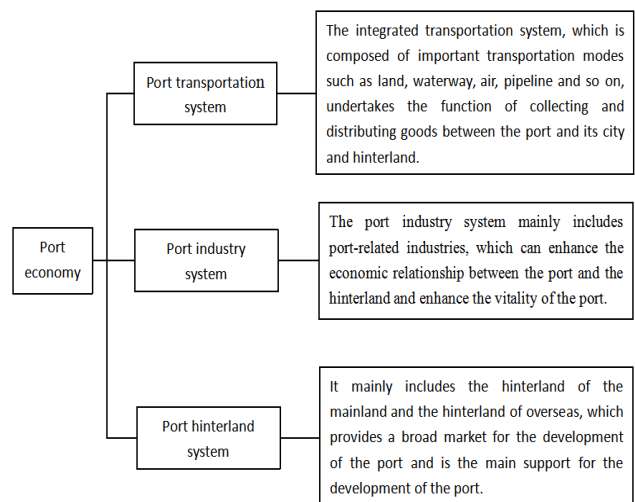 The integrated transportation system, which is
composed of important transportation modes
such as land, waterway, air, pipeline and so on,
undertakes the function of collecting and
distributing goods between the port and its city
and hinterland.
Port transportation
system
The port industry system mainly includes
port-related industries, which can enhance the
economic relationship between the port and the
hinterland and enhance the vitality of the port.
Port
economy
Port industry
system
It mainly includes the hinterland of the
mainland and the hinterland of overseas, which
provides a broad market for the development
of the port and is the main support for the
development of the port.
Port hinterland
system